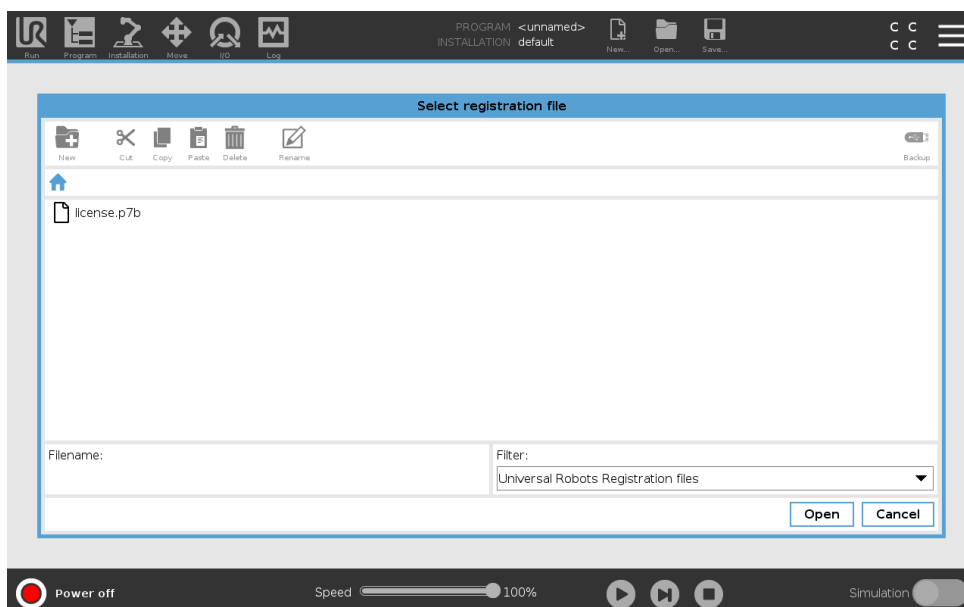 PROGRAM <unnamed>
INSTALLATION default
Run Program Installation Move I/O Log New... Open... Save...
C C
C C
Select registration file
New Cut Copy Paste Delete Rename Backup
license.p7b
Filename:
Filter:
Universal Robots Registration files
Open Cancel
Power off Speed 100% Simulation